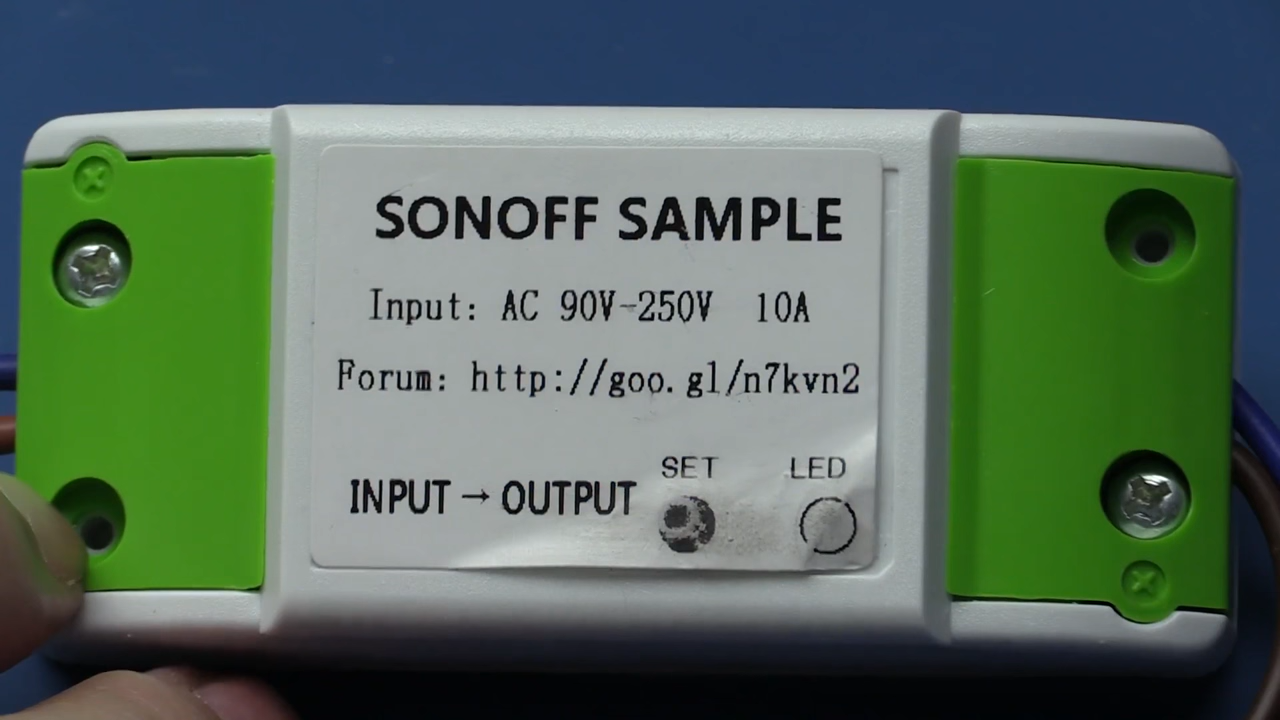 SONOFF SAMPLE
Input: AC 90V-250V 10A
Forum: http://goo.gl/n7kvn2
SET LED
INPUT → OUTPUT